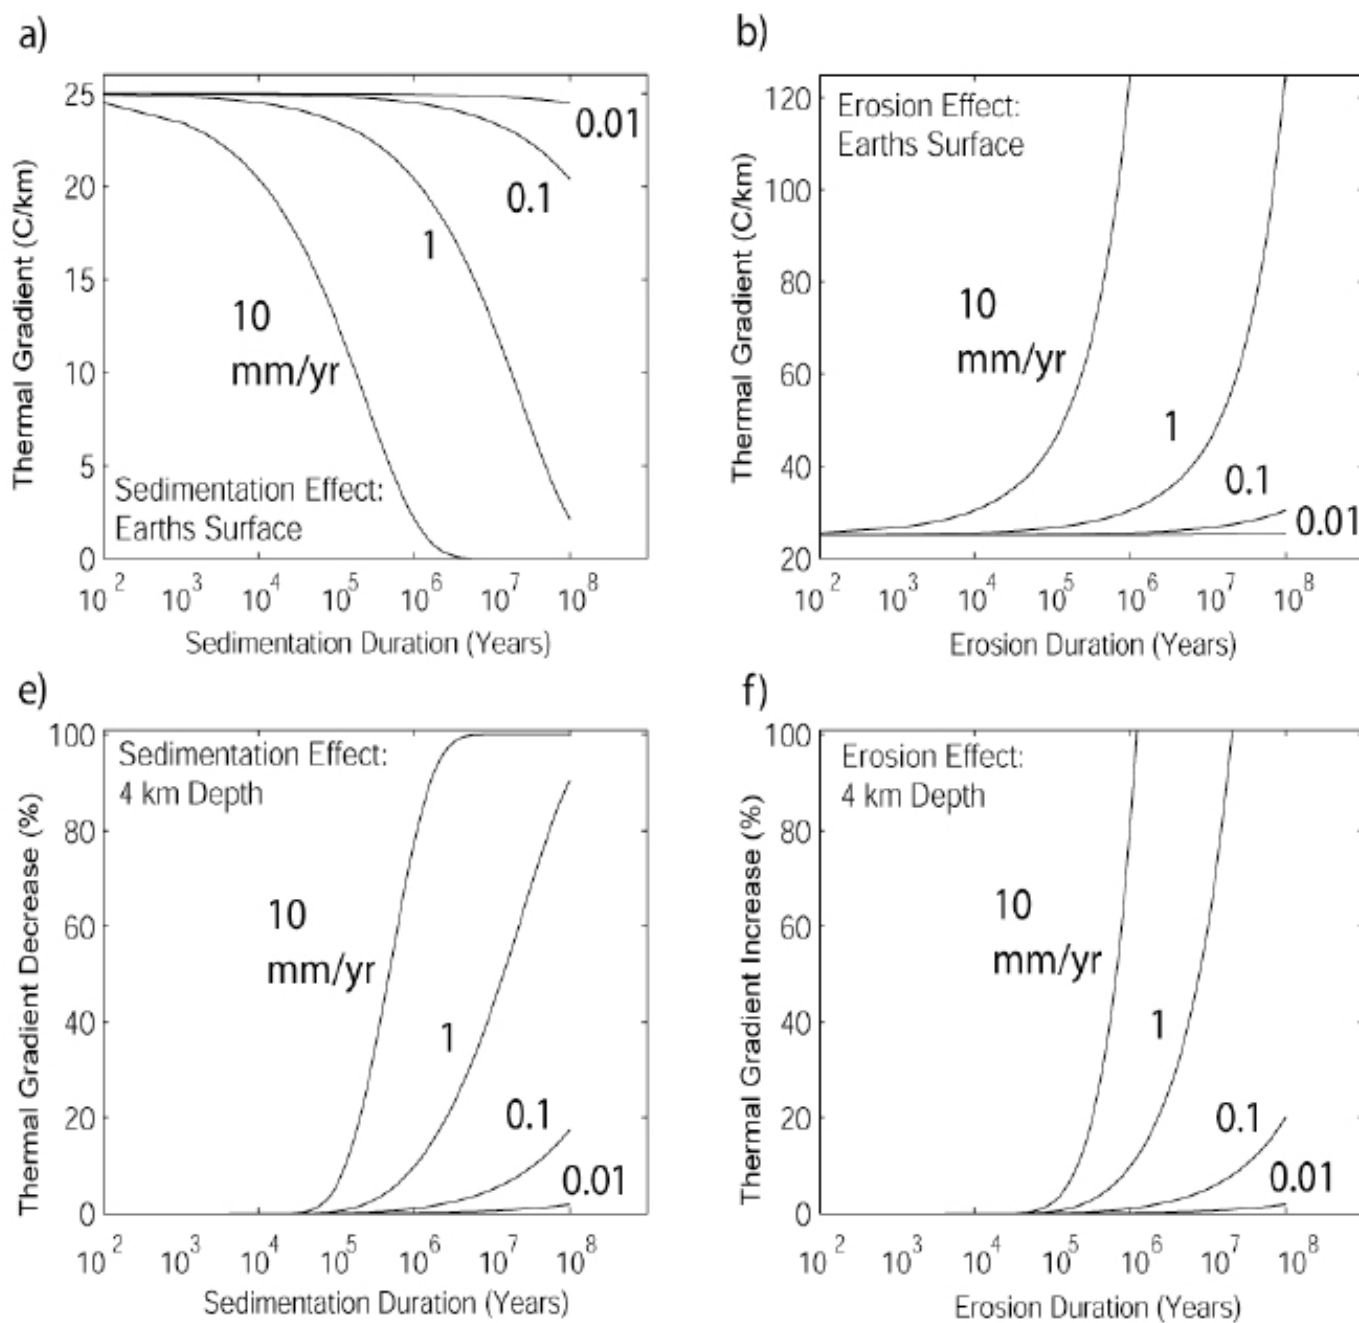 a)
Thermal Gradient (C/km)
25
20
15
10
5
0
0.01
0.1
1
10
mm/yr
Sedimentation Effect:
Earths Surface
10^2 10^3 10^4 10^5 10^6 10^7 10^8
Sedimentation Duration (Years)
b)
Thermal Gradient (C/km)
120
100
80
60
40
20
Erosion Effect:
Earths Surface
10
mm/yr
1
0.1
0.01
10^2 10^3 10^4 10^5 10^6 10^7 10^8
Erosion Duration (Years)
e)
Thermal Gradient Decrease (%)
100
80
60
40
20
0
Sedimentation Effect:
4 km Depth
10
mm/yr
1
0.1
0.01
10^2 10^3 10^4 10^5 10^6 10^7 10^8
Sedimentation Duration (Years)
f)
Thermal Gradient Increase (%)
100
80
60
40
20
0
Erosion Effect:
4 km Depth
10
mm/yr
1
0.1
0.01
10^2 10^3 10^4 10^5 10^6 10^7 10^8
Erosion Duration (Years)